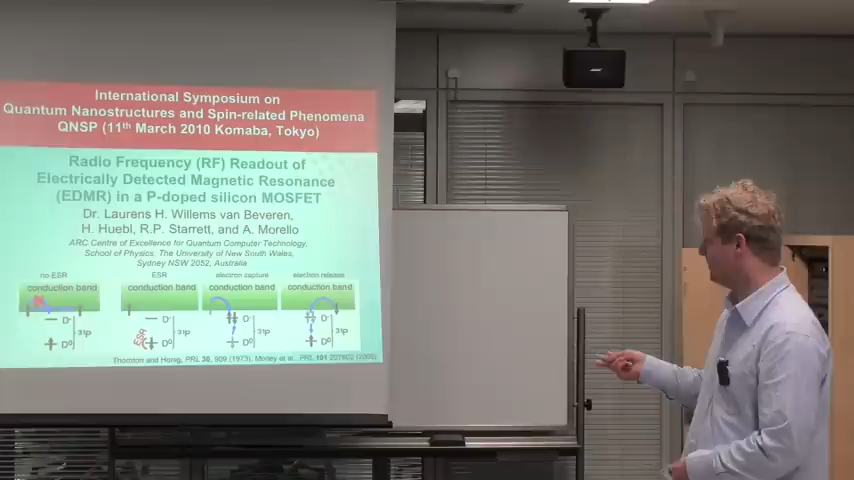 International Symposium on
Quantum Nanostructures and Spin-related Phenomena
QNSP (11th March 2010 Komaba, Tokyo)
Radio Frequency (RF) Readout of
Electrically Detected Magnetic Resonance
(EDMR) in a P-doped silicon MOSFET
Dr. Laurens H. Willems van Beveren,
H. Huebl, R.P. Starrett, and A. Morello
ARC Centre of Excellence for Quantum Computer Technology,
School of Physics, The University of New South Wales,
Sydney NSW 2052, Australia
no ESR ESR electron capture electron release
conduction band conduction band conduction band conduction band
D⁻ D⁻ D⁻ D⁻
31p 31p 31p 31p
ESR D⁰ D⁰ D⁰ D⁰
Thornton and Honig, PRL 30, 909 (1973), Morley et al., PRL 101 207602 (2008)